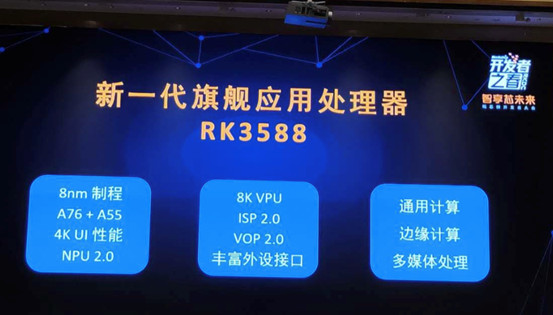 开发者
之春
智享芯未来
新一代旗舰应用处理器
RK3588
8nm 制程
A76 + A55
4K UI 性能
NPU 2.0
8K VPU
ISP 2.0
VOP 2.0
丰富外设接口
通用计算
边缘计算
多媒体处理